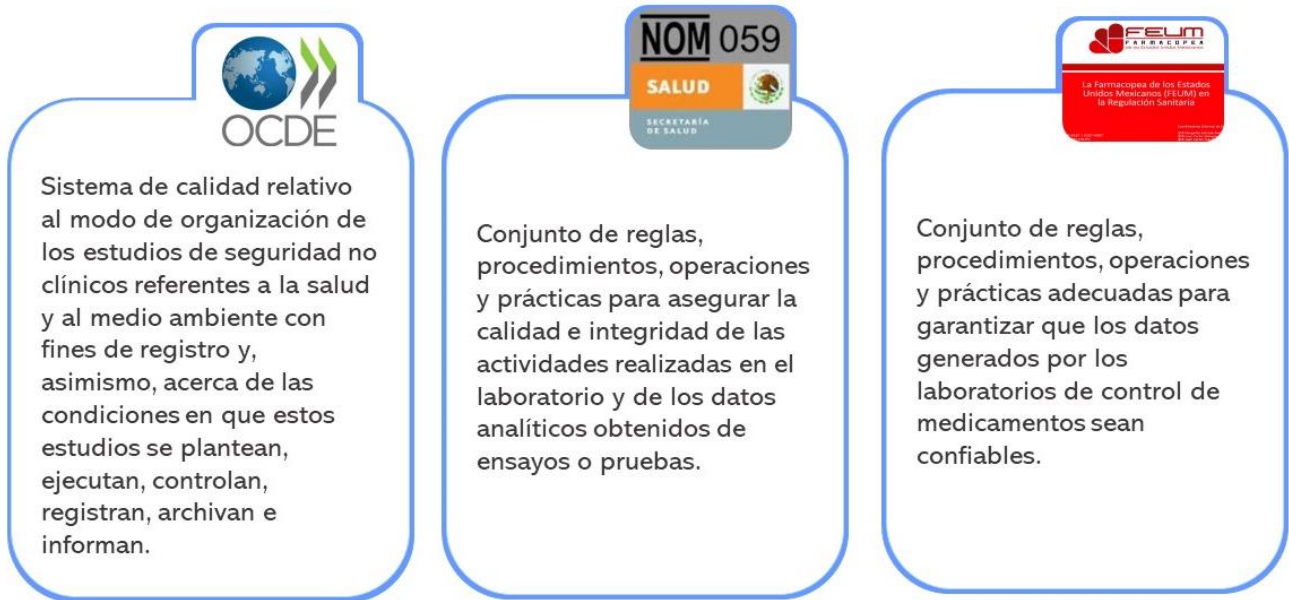 OCDE
Sistema de calidad relativo
al modo de organización de
los estudios de seguridad no
clínicos referentes a la salud
y al medio ambiente con
fines de registro y,
asimismo, acerca de las
condiciones en que estos
estudios se plantean,
ejecutan, controlan,
registran, archivan e
informan.
NOM 059
SALUD
SECRETARÍA
DE SALUD
Conjunto de reglas,
procedimientos, operaciones
y prácticas para asegurar la
calidad e integridad de las
actividades realizadas en el
laboratorio y de los datos
analíticos obtenidos de
ensayos o pruebas.
FEUM
FARMACOPEA
de los Estados Unidos Mexicanos
La Farmacopea de los Estados
Unidos Mexicanos (FEUM) en
la Regulación Sanitaria
Conjunto de reglas,
procedimientos, operaciones
y prácticas adecuadas para
garantizar que los datos
generados por los
laboratorios de control de
medicamentos sean
confiables.